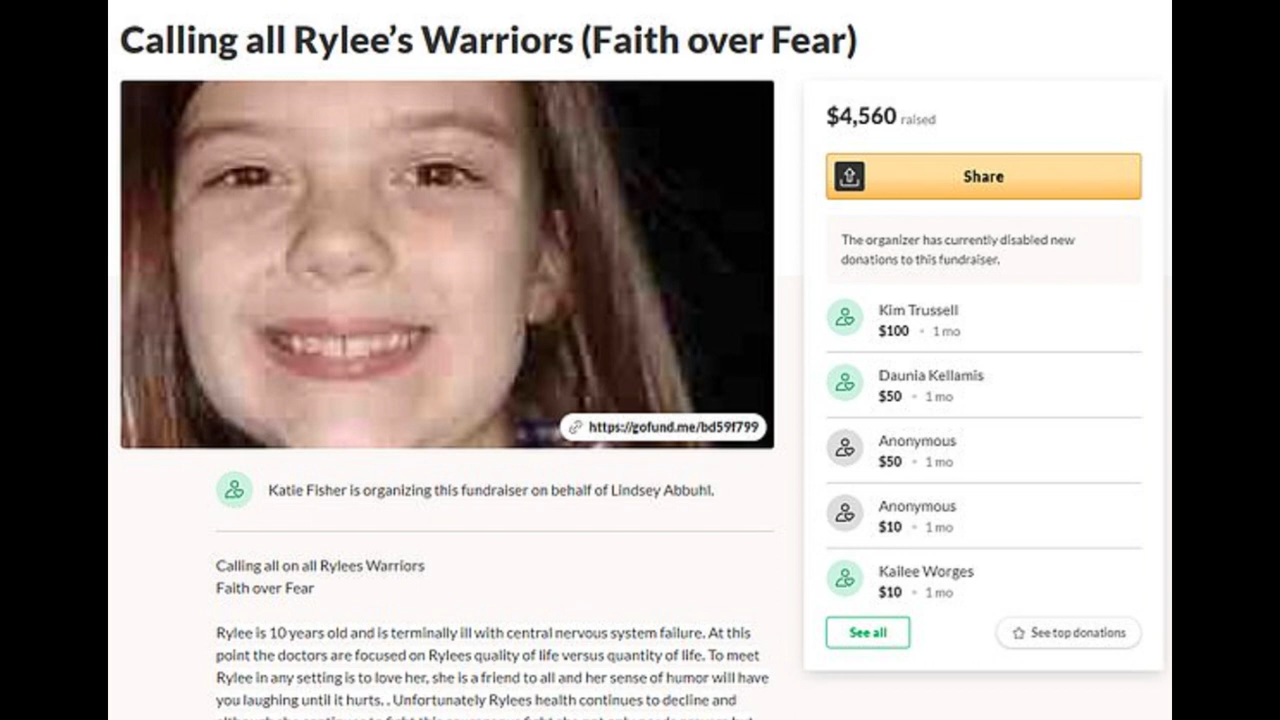 Calling all Rylee's Warriors (Faith over Fear)
https://gofund.me/bd59f799
Katie Fisher is organizing this fundraiser on behalf of Lindsey Abbuhl.
Calling all on all Rylees Warriors
Faith over Fear
Rylee is 10 years old and is terminally ill with central nervous system failure. At this
point the doctors are focused on Rylees quality of life versus quantity of life. To meet
Rylee in any setting is to love her, she is a friend to all and her sense of humor will have
you laughing until it hurts. . Unfortunately Rylees health continues to decline and
$4,560 raised
Share
The organizer has currently disabled new
donations to this fundraiser.
Kim Trussell
$100 • 1 mo
Daunia Kellamis
$50 • 1 mo
Anonymous
$50 • 1 mo
Anonymous
$10 • 1 mo
Kailee Worges
$10 • 1 mo
See all
See top donations